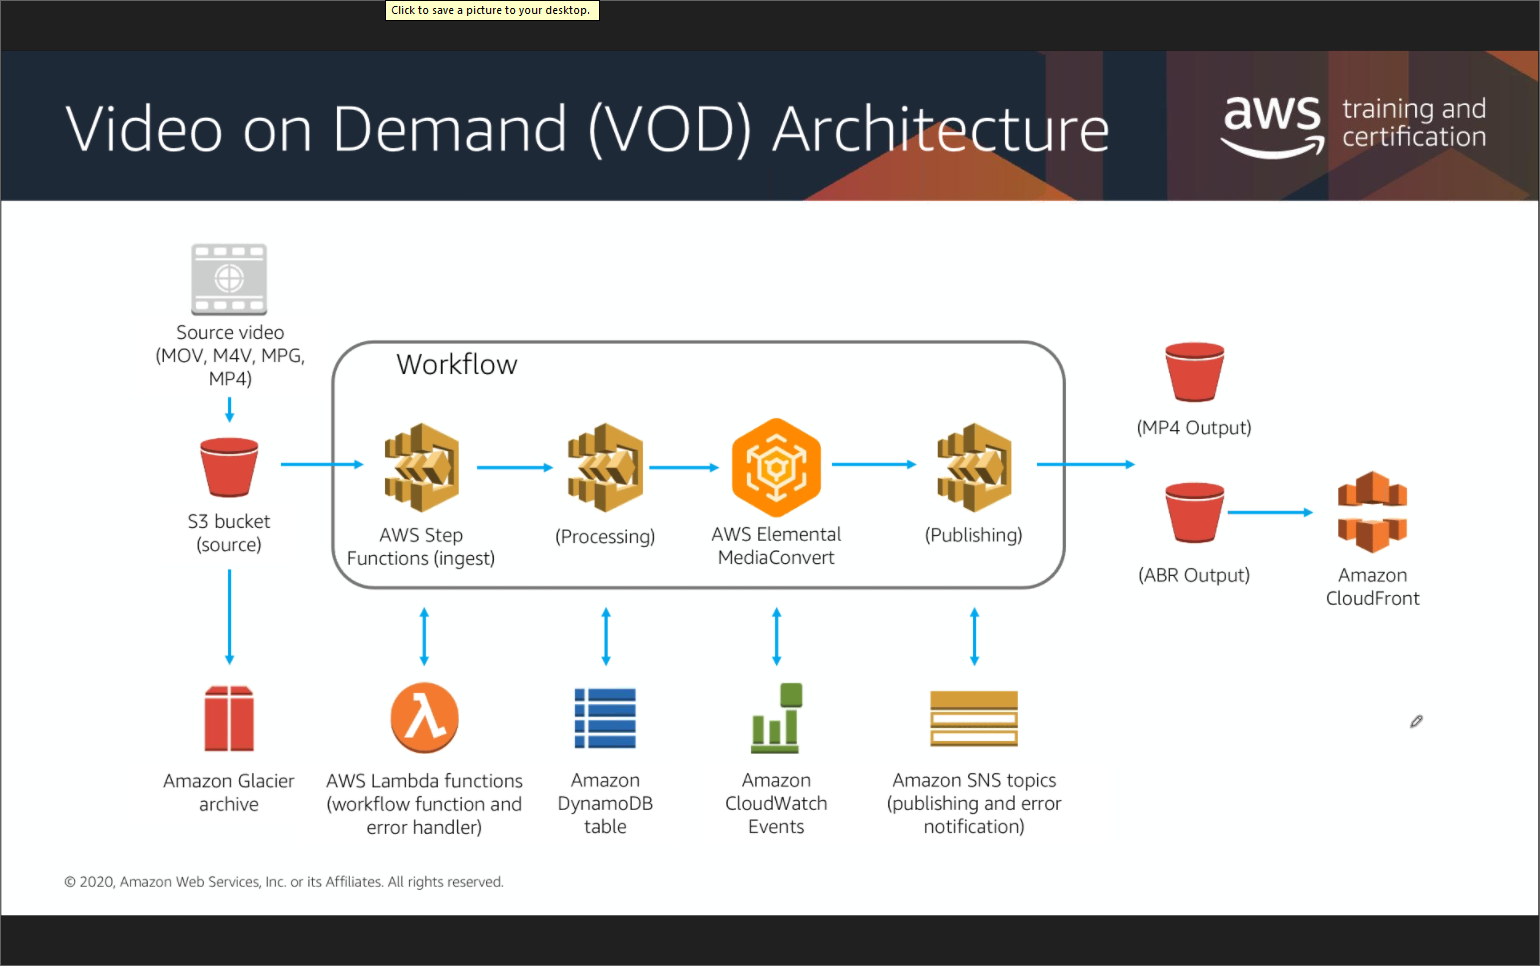 Click to save a picture to your desktop.
Video on Demand (VOD) Architecture
aws
training and
certification
Source video
(MOV, M4V, MPG,
MP4)
S3 bucket
(source)
Workflow
AWS Step
Functions (ingest)
(Processing)
AWS Elemental
MediaConvert
(Publishing)
(MP4 Output)
(ABR Output)
Amazon
CloudFront
Amazon Glacier
archive
AWS Lambda functions
(workflow function and
error handler)
Amazon
DynamoDB
table
Amazon
CloudWatch
Events
Amazon SNS topics
(publishing and error
notification)
© 2020, Amazon Web Services, Inc. or its Affiliates. All rights reserved.